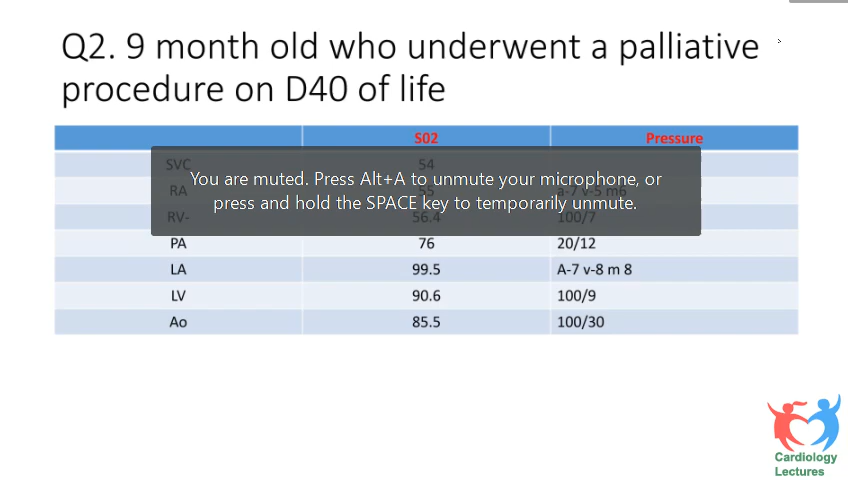 Q2. 9 month old who underwent a palliative
procedure on D40 of life
S02 Pressure
SVC 54
RA 55 a-7 v-5 m6
RV- 56.4 100/7
You are muted. Press Alt+A to unmute your microphone, or
press and hold the SPACE key to temporarily unmute.
PA 76 20/12
LA 99.5 A-7 v-8 m 8
LV 90.6 100/9
Ao 85.5 100/30
Cardiology
Lectures